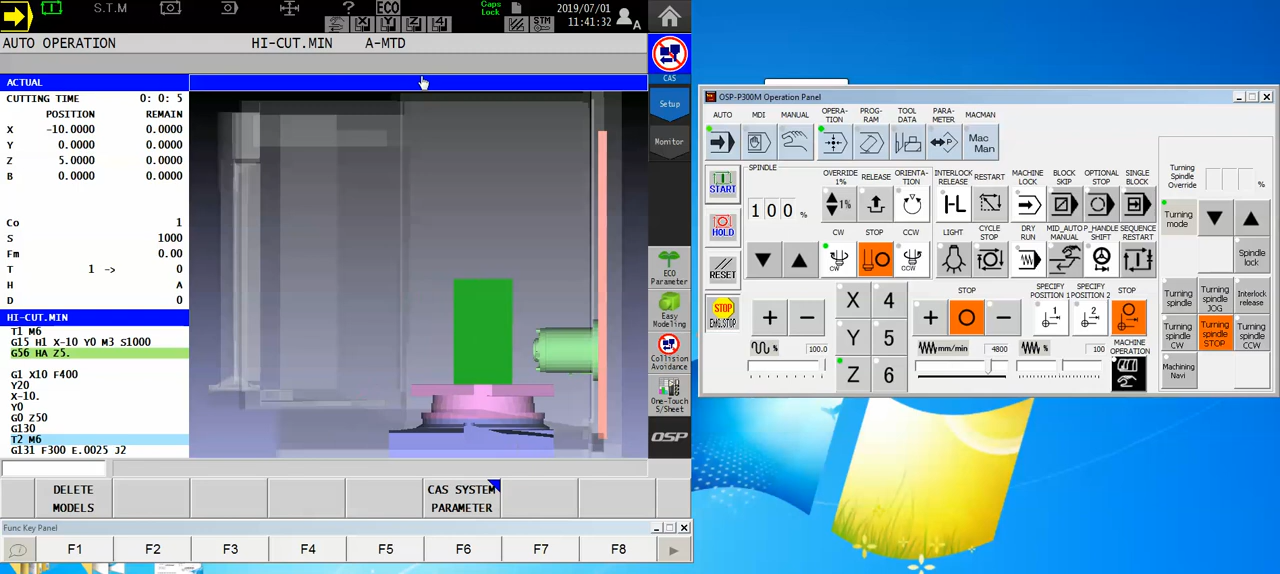 S.T.M
?
ECO
Caps
Lock
2019/07/01
11:41:32
A
X Y Z 4
STM
AUTO OPERATION
HI-CUT.MIN
A-MTD
CAS
Setup
Monitor
ECO
Parameter
Easy
Modeling
Collision
Avoidance
One-Touch
S/Sheet
OSP
ACTUAL
CUTTING TIME 0: 0: 5
POSITION REMAIN
X -10.0000 0.0000
Y 0.0000 0.0000
Z 5.0000 0.0000
B 0.0000 0.0000
Co 1
S 1000
Fm 0.00
T 1 -> 0
H A
D 0
HI-CUT.MIN
T1 M6
G15 H1 X-10 Y0 M3 S1000
G56 HA Z5.
G1 X10 F400
Y20
X-10.
Y0
G0 Z50
G130
T2 M6
G131 F300 E.0025 J2
DELETE
MODELS
CAS SYSTEM
PARAMETER
Func Key Panel
F1 F2 F3 F4 F5 F6 F7 F8
OSP-P300M Operation Panel
AUTO
MDI
MANUAL
OPERA-
TION
PROG-
RAM
TOOL
DATA
PARA-
METER
MACMAN
Mac
Man
START
HOLD
RESET
STOP
EMG.STOP
SPINDLE
100 %
OVERRIDE
1%
1%
RELEASE
ORIENTA-
TION
INTERLOCK
RELEASE
RESTART
MACHINE
LOCK
BLOCK
SKIP
OPTIONAL
STOP
SINGLE
BLOCK
CW
CW
STOP
CCW
CCW
LIGHT
CYCLE
STOP
DRY
RUN
MID_AUTO
MANUAL
P_HANDLE
SHIFT
SEQUENCE
RESTART
X 4
Y 5
Z 6
+ −
% 100.0
STOP
+ −
mm/min 4800
SPECIFY
POSITION 1
1
SPECIFY
POSITION 2
2
STOP
% 100
MACHINE
OPERATION
Turning
Spindle
Override
%
Turning
mode
Spindle
lock
Turning
spindle
Turning
spindle
JOG
Interlock
release
Turning
spindle
CW
Turning
spindle
STOP
Turning
spindle
CCW
Machining
Navi